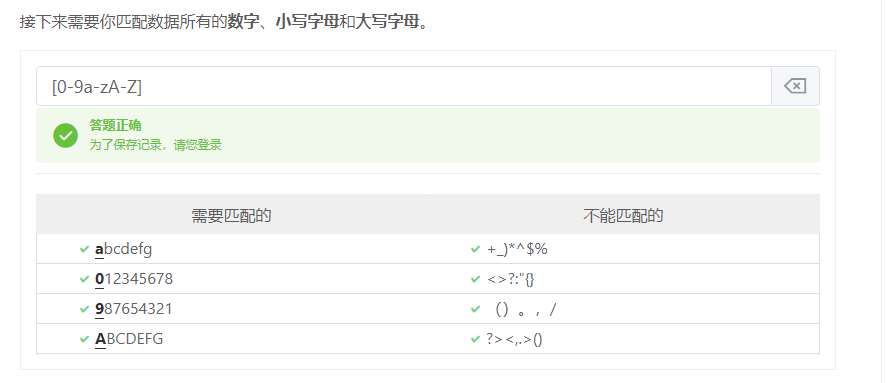 接下来需要你匹配数据所有的数字、小写字母和大写字母。
[0-9a-zA-Z]
答题正确
为了保存记录，请您登录
需要匹配的 不能匹配的
abcdefg +_)*^$%
012345678 <>?:"{}
987654321 （）。，/
ABCDEFG ?><,.>()